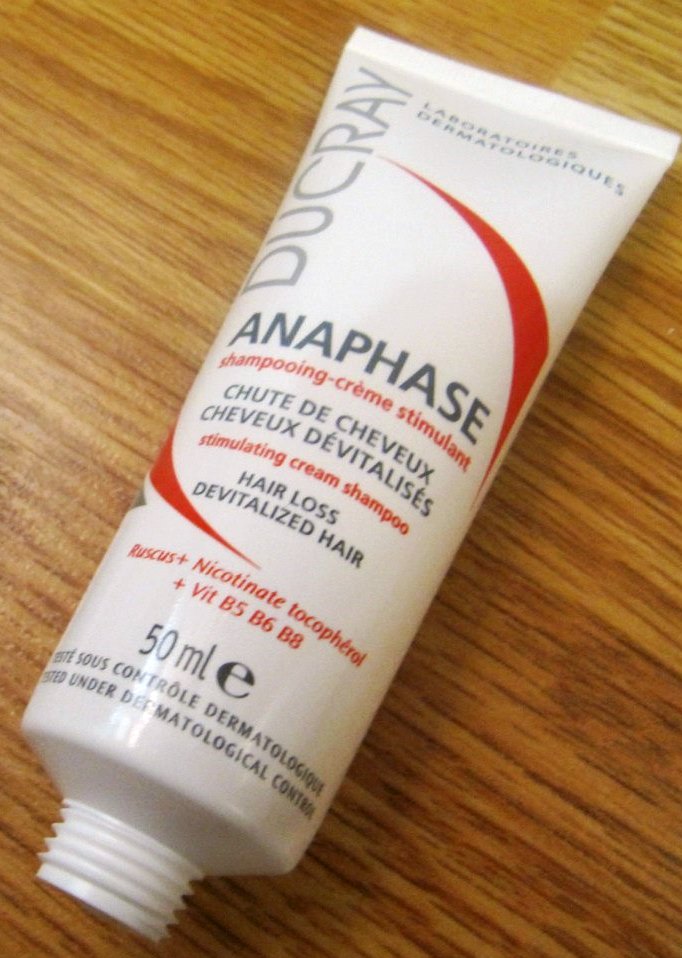 DUCRAY
LABORATOIRES
DERMATOLOGIQUES
ANAPHASE
shampooing-crème stimulant
CHUTE DE CHEVEUX
CHEVEUX DÉVITALISÉS
stimulating cream shampoo
HAIR LOSS
DEVITALIZED HAIR
Ruscus+ Nicotinate tocophérol
+ Vit B5 B6 B8
50 ml e
TESTÉ SOUS CONTRÔLE DERMATOLOGIQUE
TESTED UNDER DERMATOLOGICAL CONTROL